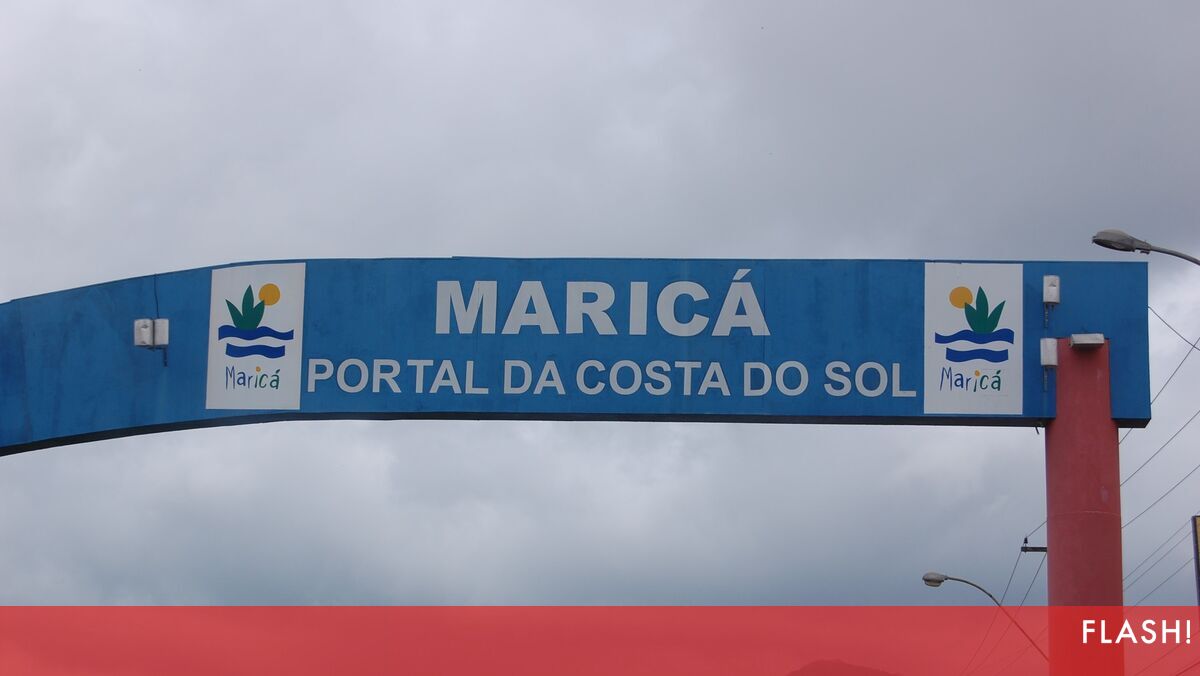 MARICÁ
PORTAL DA COSTA DO SOL
Maricá
Maricá
FLASH!